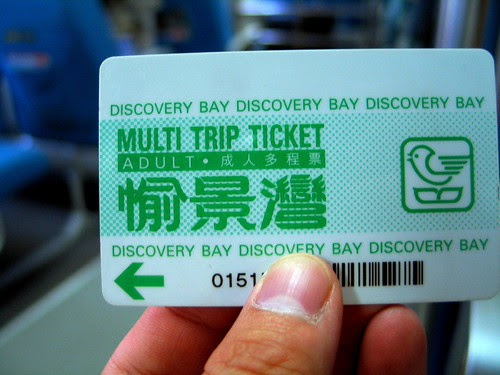 DISCOVERY BAY DISCOVERY BAY DISCOVERY BAY
MULTI TRIP TICKET
ADULT • 成人多程票
愉景灣
DISCOVERY BAY DISCOVERY BAY DISCOVERY BAY
0151